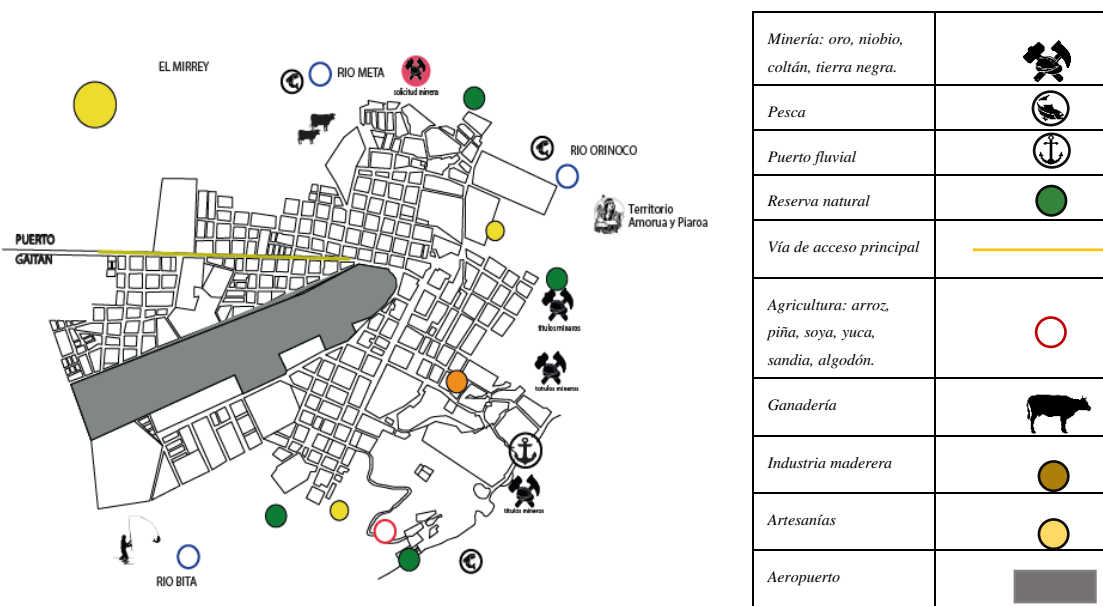 EL MIRREY
RIO META
solicitud minera
RIO ORINOCO
Territorio
Amorua y Piaroa
PUERTO
GAITAN
titulos mineros
totulos mineros
titulos mineros
RIO BITA
Minería: oro, niobio,
coltán, tierra negra.
Pesca
Puerto fluvial
Reserva natural
Vía de acceso principal
Agricultura: arroz,
piña, soya, yuca,
sandia, algodón.
Ganadería
Industria maderera
Artesanías
Aeropuerto